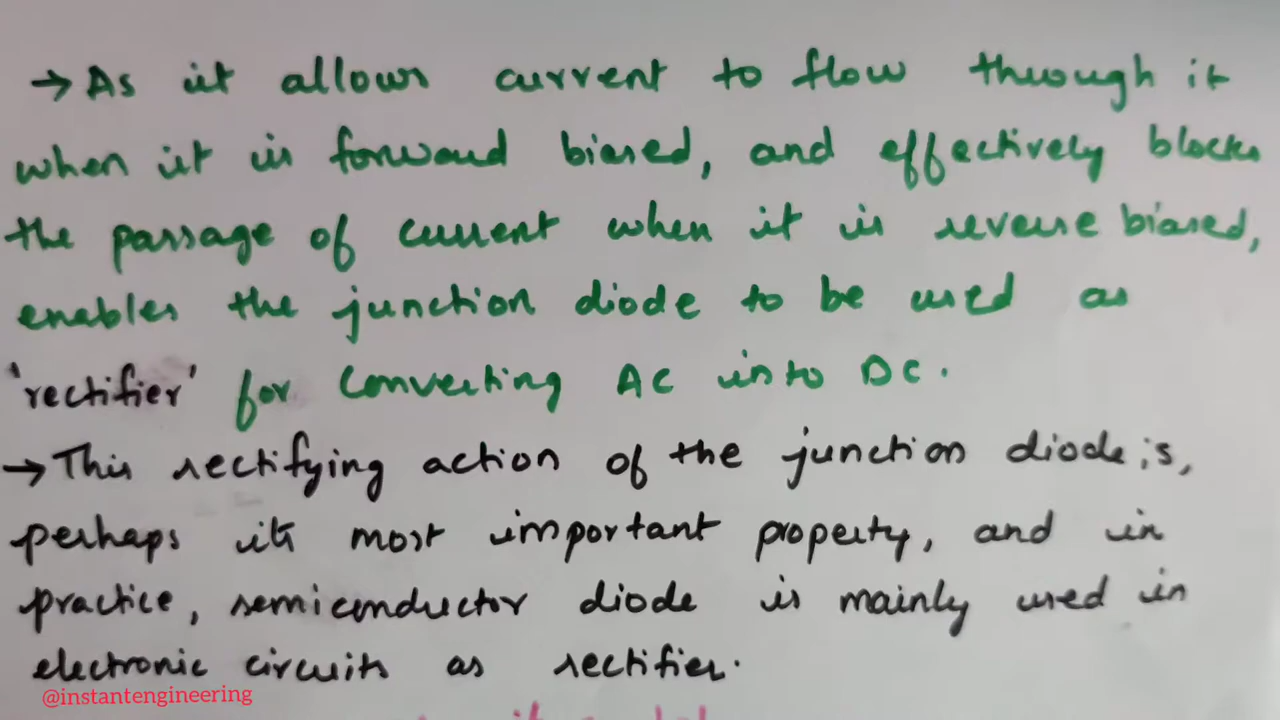 → As it allows current to flow through it
when it is forward biased, and effectively blocks
the passage of current when it is reverse biased,
enables the junction diode to be used as
'rectifier' for converting AC into DC.
→ This rectifying action of the junction diode is,
perhaps its most important property, and in
practice, semiconductor diode is mainly used in
electronic circuits as rectifier.
@instantengineering